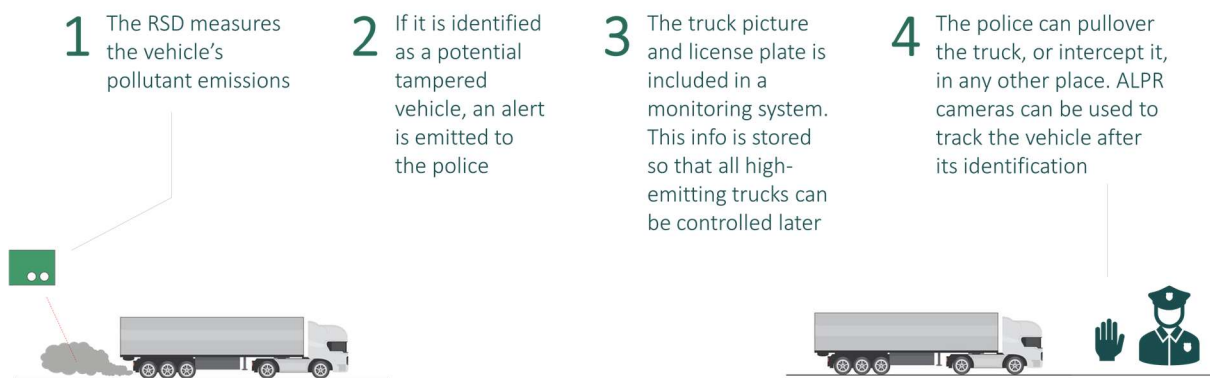 1
The RSD measures
the vehicle's
pollutant emissions
2
If it is identified
as a potential
tampered
vehicle, an alert
is emitted to
the police
3
The truck picture
and license plate is
included in a
monitoring system.
This info is stored
so that all high-
emitting trucks can
be controlled later
4
The police can pullover
the truck, or intercept it,
in any other place. ALPR
cameras can be used to
track the vehicle after
its identification